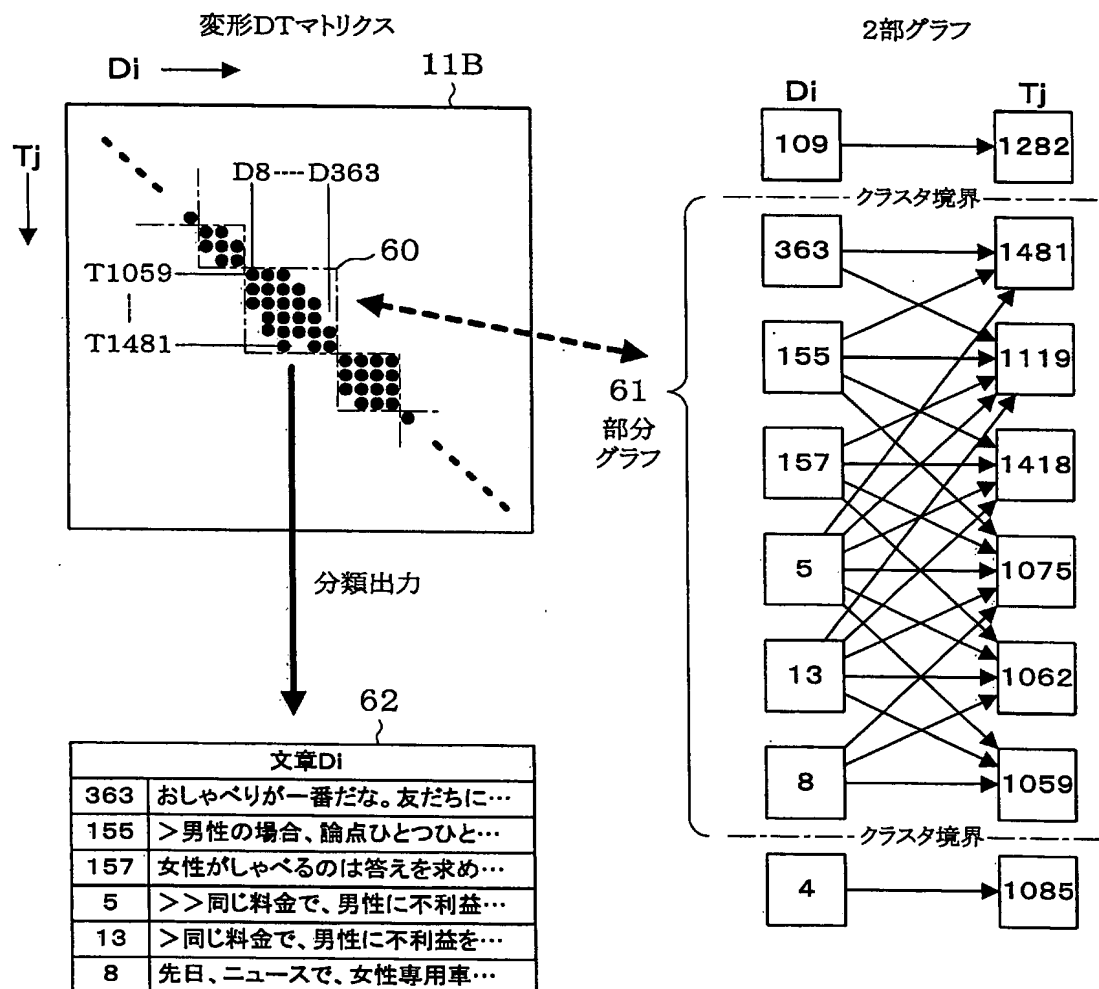 変形DTマトリクス
Di
11B
Tj
D8----D363
60
T1059
T1481
分類出力
62
文章Di
363 おしゃべりが一番だな。友だちに…
155 >男性の場合、論点ひとつひと…
157 女性がしゃべるのは答えを求め…
5 >>同じ料金で、男性に不利益…
13 >同じ料金で、男性に不利益を…
8 先日、ニュースで、女性専用車…
2部グラフ
Di Tj
109 1282
クラスタ境界
363 1481
155 1119
61
部分
グラフ
157 1418
5 1075
13 1062
8 1059
クラスタ境界
4 1085